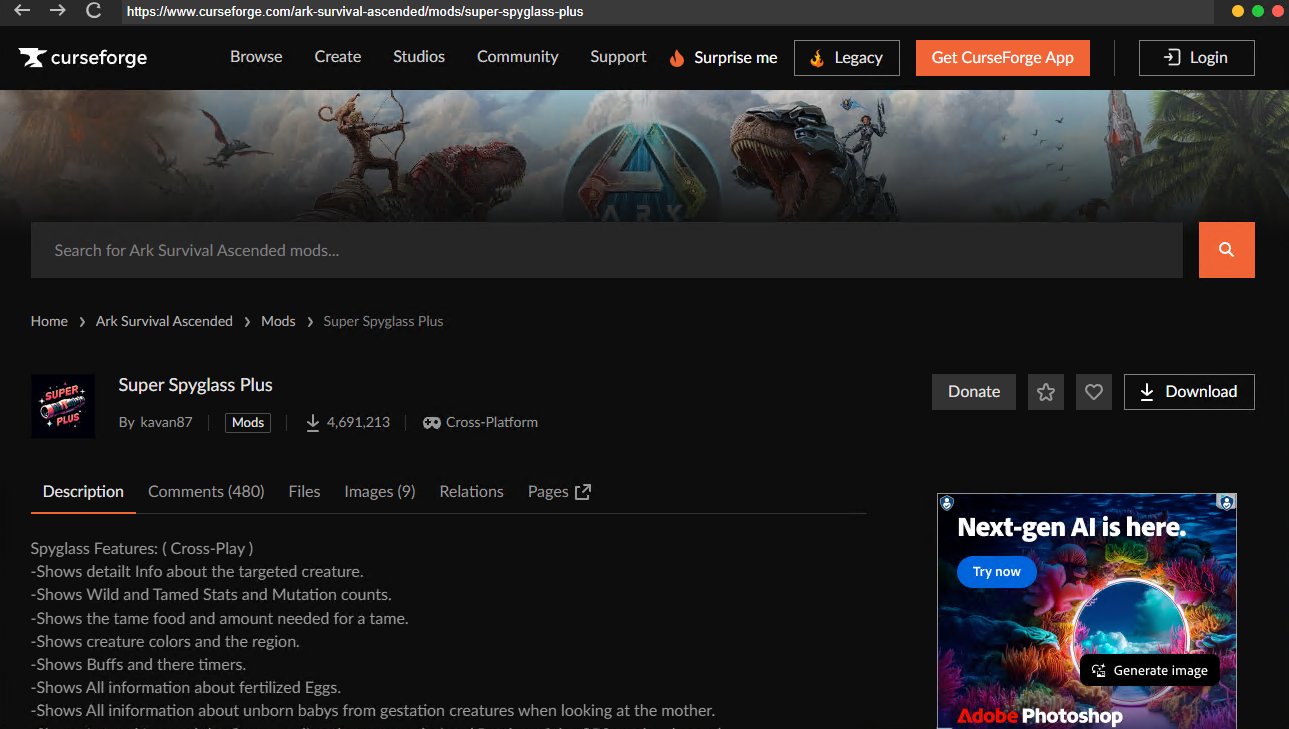 https://www.curseforge.com/ark-survival-ascended/mods/super-spyglass-plus
curseforge Browse Create Studios Community Support Surprise me Legacy Get CurseForge App Login
ARK
Search for Ark Survival Ascended mods...
Home > Ark Survival Ascended > Mods > Super Spyglass Plus
SUPER
PLUS
Super Spyglass Plus
By kavan87 Mods 4,691,213 Cross-Platform
Donate Download
Description Comments (480) Files Images (9) Relations Pages
Spyglass Features: ( Cross-Play )
-Shows detailt Info about the targeted creature.
-Shows Wild and Tamed Stats and Mutation counts.
-Shows the tame food and amount needed for a tame.
-Shows creature colors and the region.
-Shows Buffs and there timers.
-Shows All information about fertilized Eggs.
-Shows All iniformation about unborn babys from gestation creatures when looking at the mother.
Next-gen AI is here.
Try now
Generate image
Adobe Photoshop